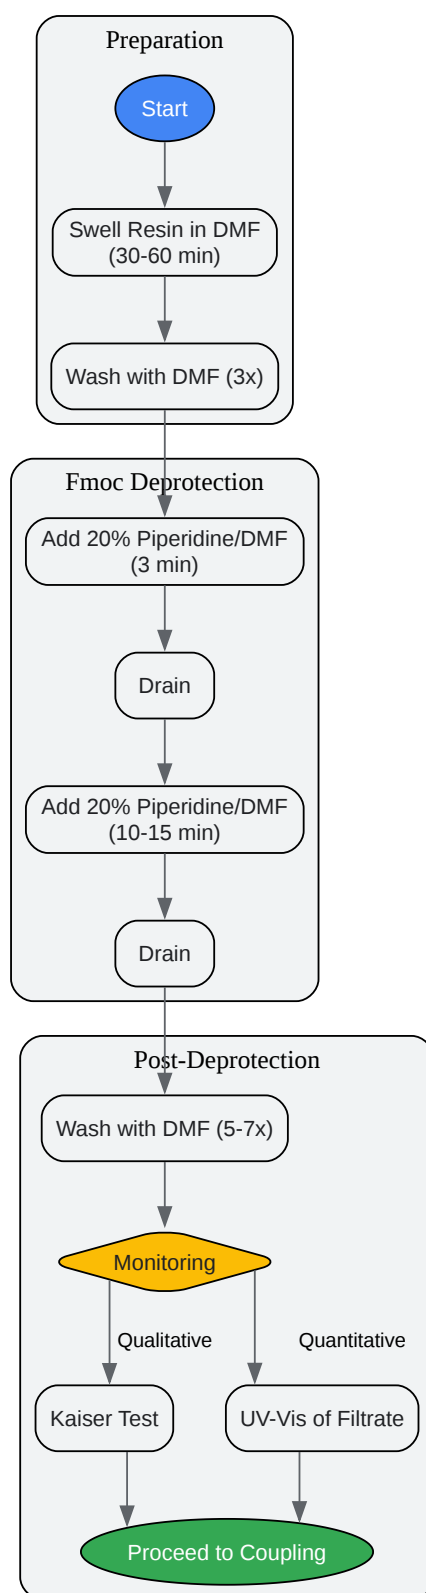 Preparation
Start
Swell Resin in DMF
(30-60 min)
Wash with DMF (3x)
Fmoc Deprotection
Add 20% Piperidine/DMF
(3 min)
Drain
Add 20% Piperidine/DMF
(10-15 min)
Drain
Post-Deprotection
Wash with DMF (5-7x)
Monitoring
Qualitative
Quantitative
Kaiser Test
UV-Vis of Filtrate
Proceed to Coupling